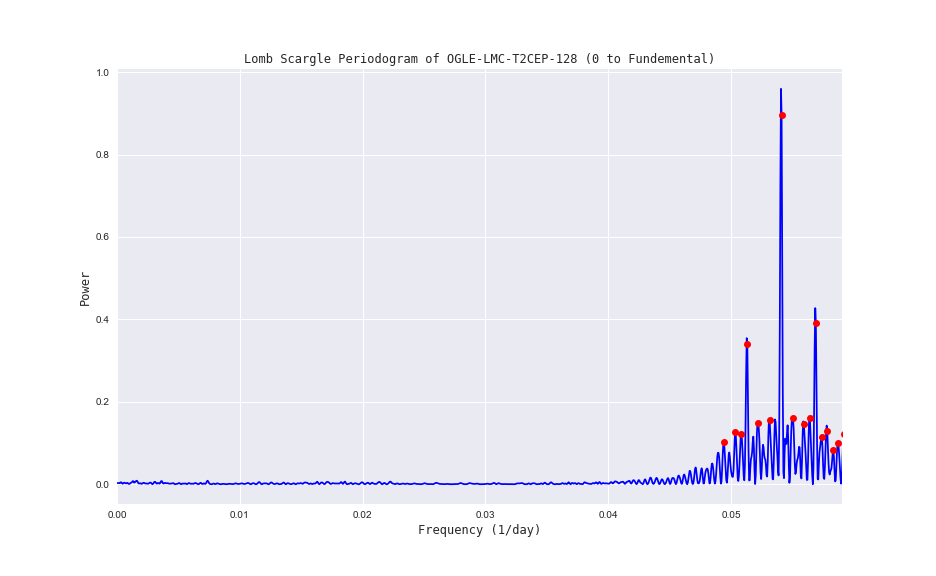 Lomb Scargle Periodogram of OGLE-LMC-T2CEP-128 (0 to Fundemental)
1.0
0.8
0.6
0.4
0.2
0.0
Power
0.00 0.01 0.02 0.03 0.04 0.05
Frequency (1/day)